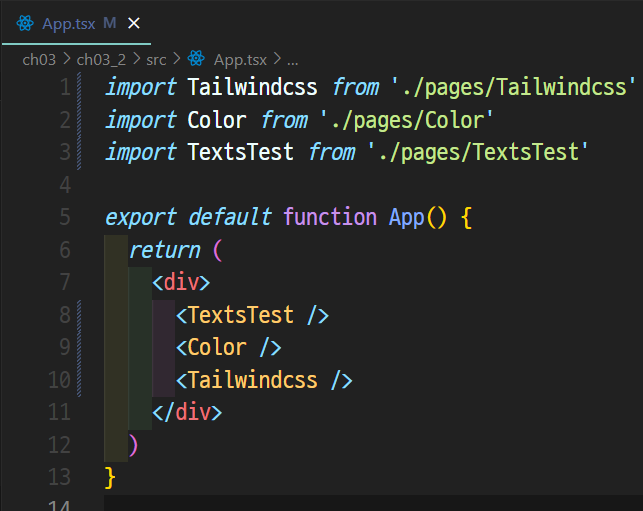 App.tsx M ×
ch03 > ch03_2 > src > App.tsx > ...
1 import Tailwindcss from './pages/Tailwindcss'
2 import Color from './pages/Color'
3 import TextsTest from './pages/TextsTest'
4
5 export default function App() {
6 return (
7 <div>
8 <TextsTest />
9 <Color />
10 <Tailwindcss />
11 </div>
12 )
13 }
14